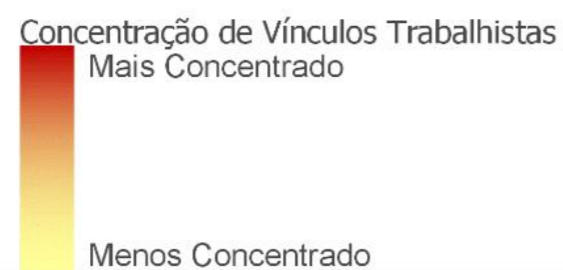 Concentração de Vínculos Trabalhistas
Mais Concentrado
Menos Concentrado